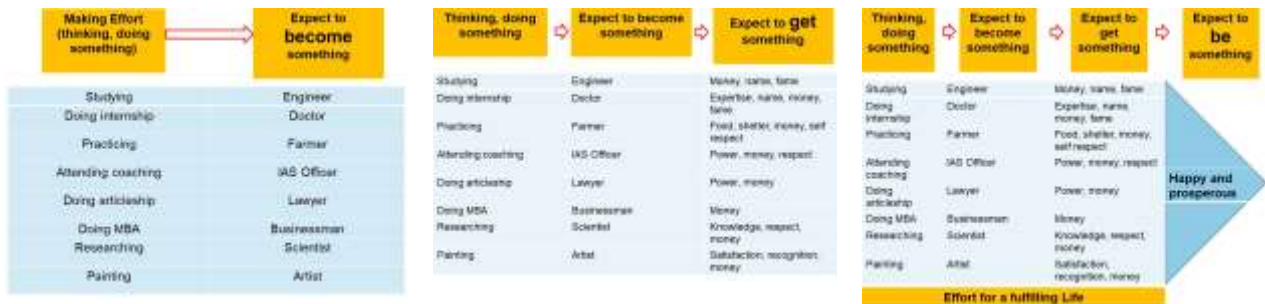 Making Effort
(thinking, doing
something)
Expect to
become
something
Studying Engineer
Doing internship Doctor
Practicing Farmer
Attending coaching IAS Officer
Doing articleship Lawyer
Doing MBA Businessman
Researching Scientist
Painting Artist
Thinking, doing
something
Expect to become
something
Expect to get
something
Studying Engineer Money, name, fame
Doing internship Doctor Expertise, name, money,
fame
Practicing Farmer Food, shelter, money, self
respect
Attending coaching IAS Officer Power, money, respect
Doing articleship Lawyer Power, money
Doing MBA Businessman Money
Researching Scientist Knowledge, respect,
money
Painting Artist Satisfaction, recognition,
money
Thinking,
doing
something
Expect to
become
something
Expect to
get
something
Expect to
be
something
Studying Engineer Money, name, fame
Doing Doctor Expertise, name,
internship money, fame
Practicing Farmer Food, shelter, money,
self respect
Attending IAS Officer Power, money, respect
coaching
Doing Lawyer Power, money
articleship
Doing MBA Businessman Money
Researching Scientist Knowledge, respect,
money
Painting Artist Satisfaction,
recognition, money
Happy and
prosperous
Effort for a fulfilling Life